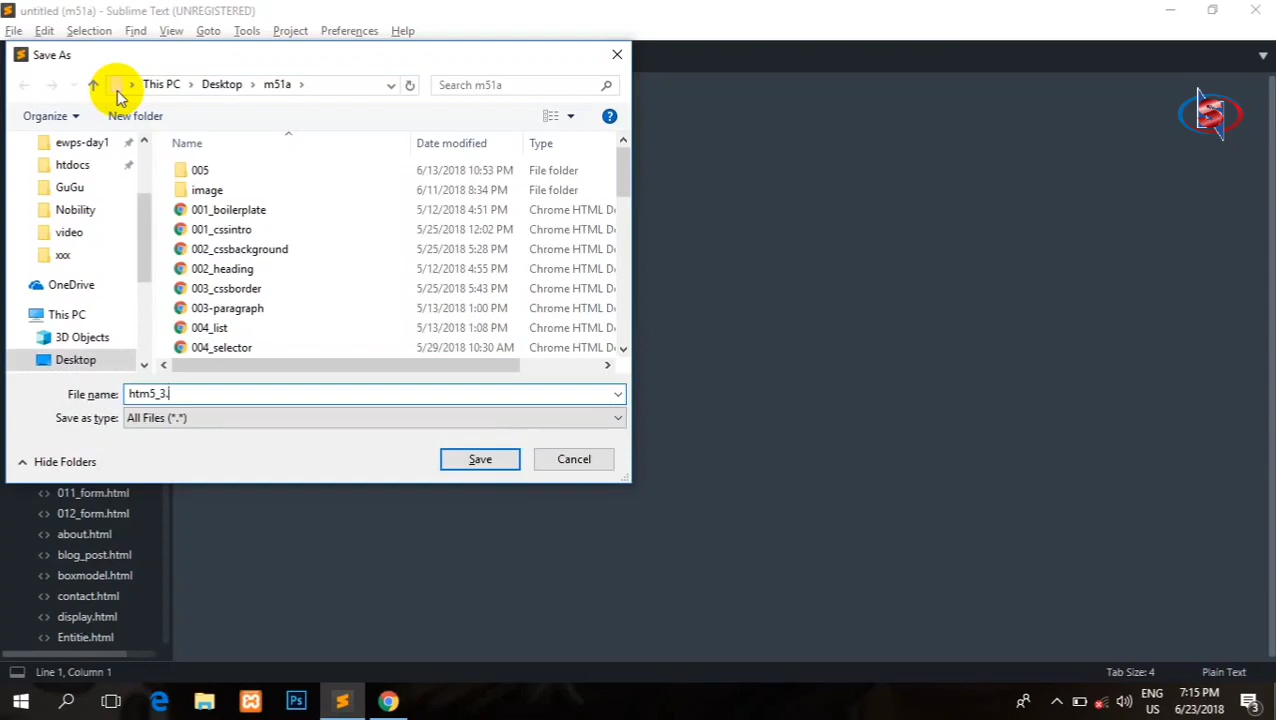 untitled (m51a) - Sublime Text (UNREGISTERED)
File Edit Selection Find View Goto Tools Project Preferences Help
Save As
This PC Desktop m51a Search m51a
Organize New folder
Name Date modified Type
ewps-day1
htdocs
GuGu
Nobility
video
xxx
OneDrive
This PC
3D Objects
Desktop
005 6/13/2018 10:53 PM File folder
image 6/11/2018 8:34 PM File folder
001_boilerplate 5/12/2018 4:51 PM Chrome HTML Do
001_cssintro 5/25/2018 12:02 PM Chrome HTML Do
002_cssbackground 5/25/2018 5:28 PM Chrome HTML Do
002_heading 5/12/2018 4:55 PM Chrome HTML Do
003_cssborder 5/25/2018 5:43 PM Chrome HTML Do
003-paragraph 5/13/2018 1:00 PM Chrome HTML Do
004_list 5/13/2018 1:08 PM Chrome HTML Do
004_selector 5/29/2018 10:30 AM Chrome HTML Do
File name: htm5_3.
Save as type: All Files (*.*)
Hide Folders Save Cancel
011_form.html
012_form.html
about.html
blog_post.html
boxmodel.html
contact.html
display.html
Entitie.html
Line 1, Column 1 Tab Size: 4 Plain Text
ENG 7:15 PM
US 6/23/2018 3